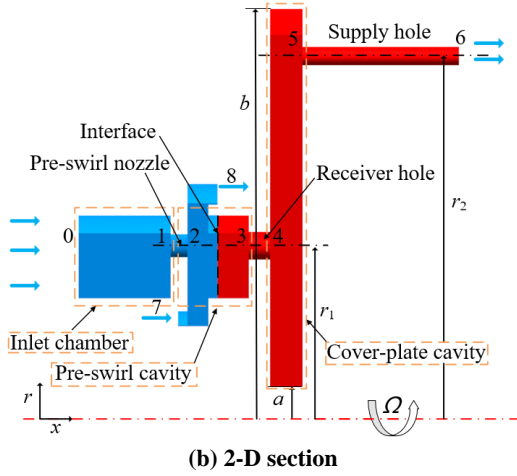 5
Supply hole
6
b
Interface
Pre-swirl nozzle
8
Receiver hole
r2
0
1
2
3
4
r1
7
Inlet chamber
Pre-swirl cavity
Cover-plate cavity
a
r
x
Ω
(b) 2-D section